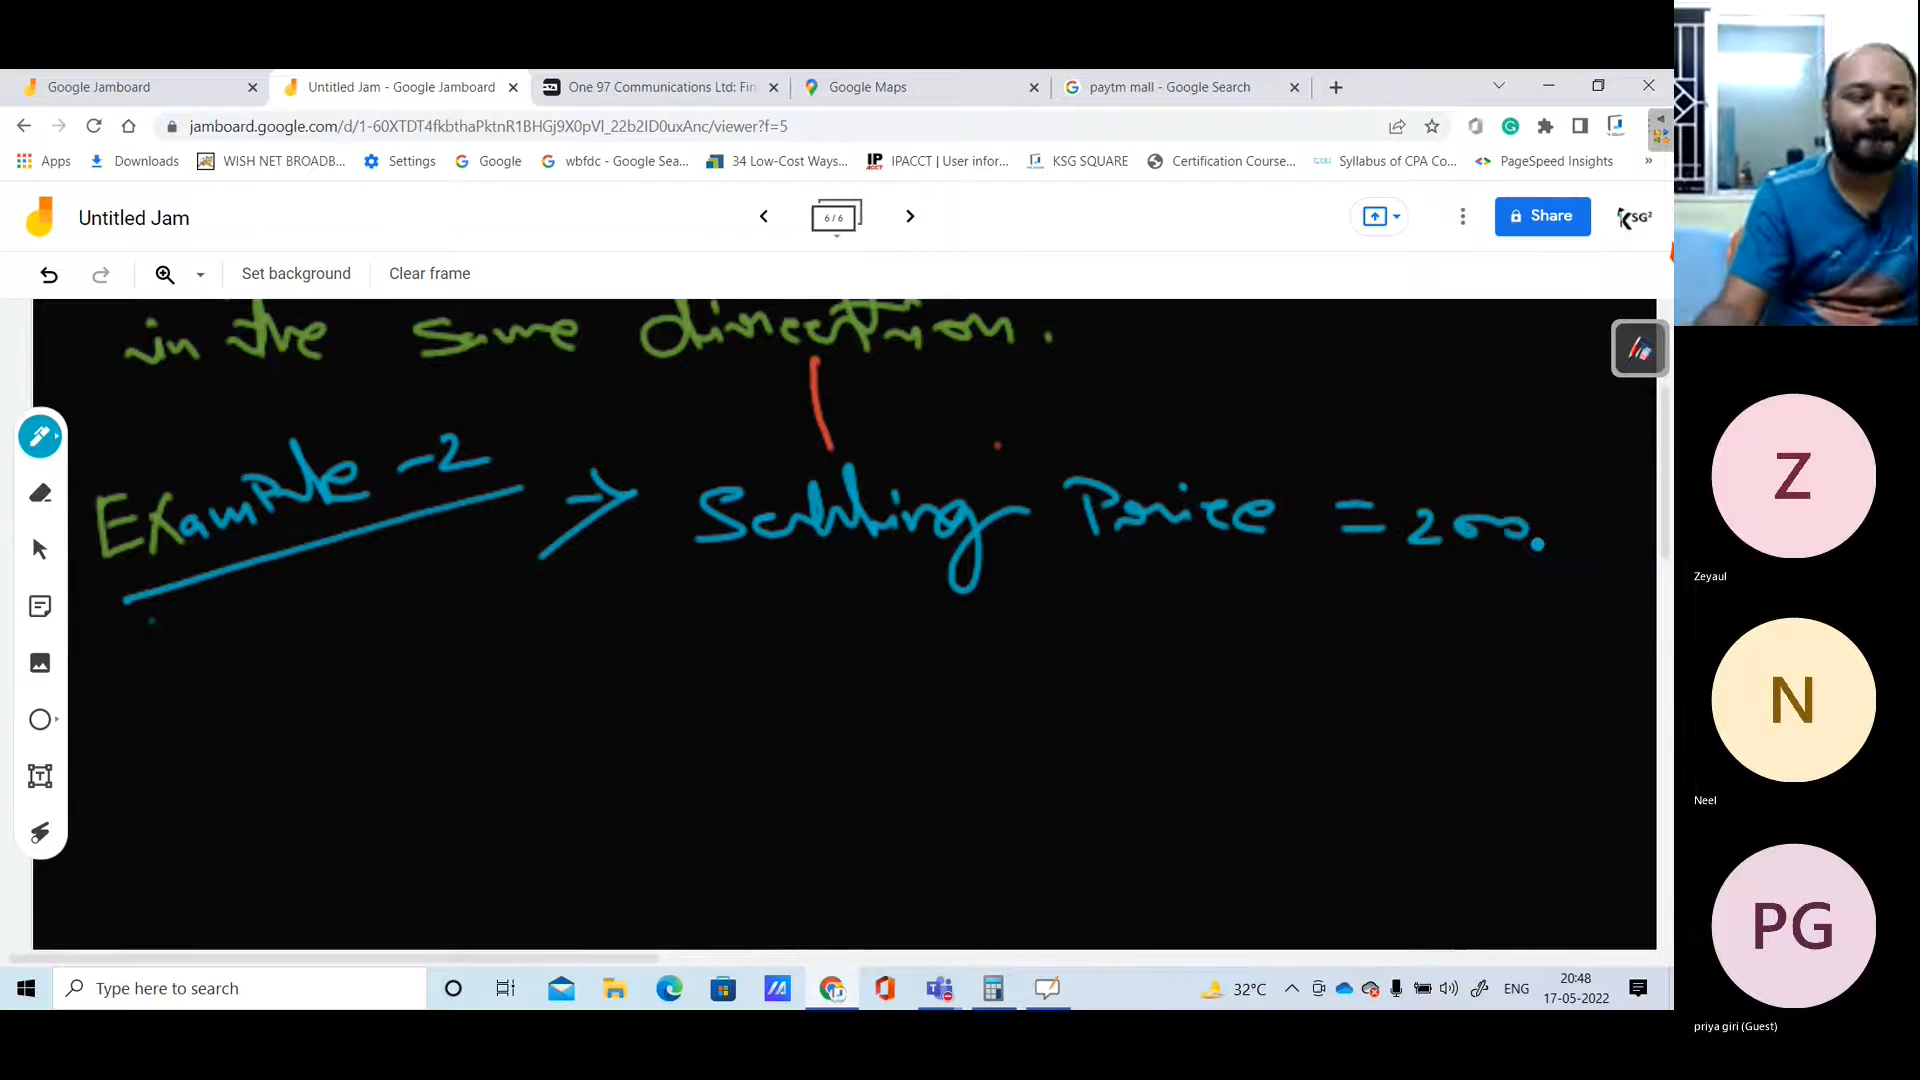 Google Jamboard
Untitled Jam - Google Jamboard
One 97 Communications Ltd: Fin
Google Maps
paytm mall - Google Search
jamboard.google.com/d/1-60XTDT4fkbthaPktnR1BHGj9X0pVl_22b2ID0uxAnc/viewer?f=5
Apps
Downloads
WISH NET BROADB...
Settings
Google
wbfdc - Google Sea...
34 Low-Cost Ways...
IP
IPACCT | User infor...
KSG SQUARE
Certification Course...
Syllabus of CPA Co...
PageSpeed Insights
»
Untitled Jam
6 / 6
Share
KSG²
Set background
Clear frame
in the same direction.
Example -2 → Selling Price = 200.
Z
Zeyaul
N
Neel
PG
priya giri (Guest)
Type here to search
32°C
ENG
20:48
17-05-2022